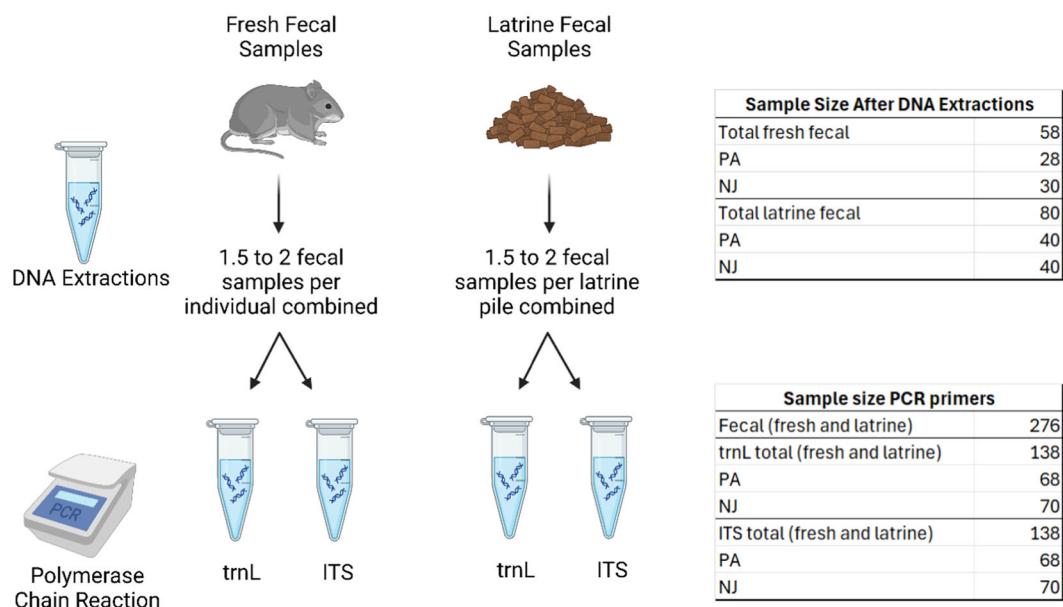 Fresh Fecal
Samples
Latrine Fecal
Samples
DNA Extractions
1.5 to 2 fecal
samples per
individual combined
1.5 to 2 fecal
samples per latrine
pile combined
PCR
Polymerase
Chain Reaction
trnL
ITS
trnL
ITS
Sample Size After DNA Extractions
Total fresh fecal 58
PA 28
NJ 30
Total latrine fecal 80
PA 40
NJ 40
Sample size PCR primers
Fecal (fresh and latrine) 276
trnL total (fresh and latrine) 138
PA 68
NJ 70
ITS total (fresh and latrine) 138
PA 68
NJ 70